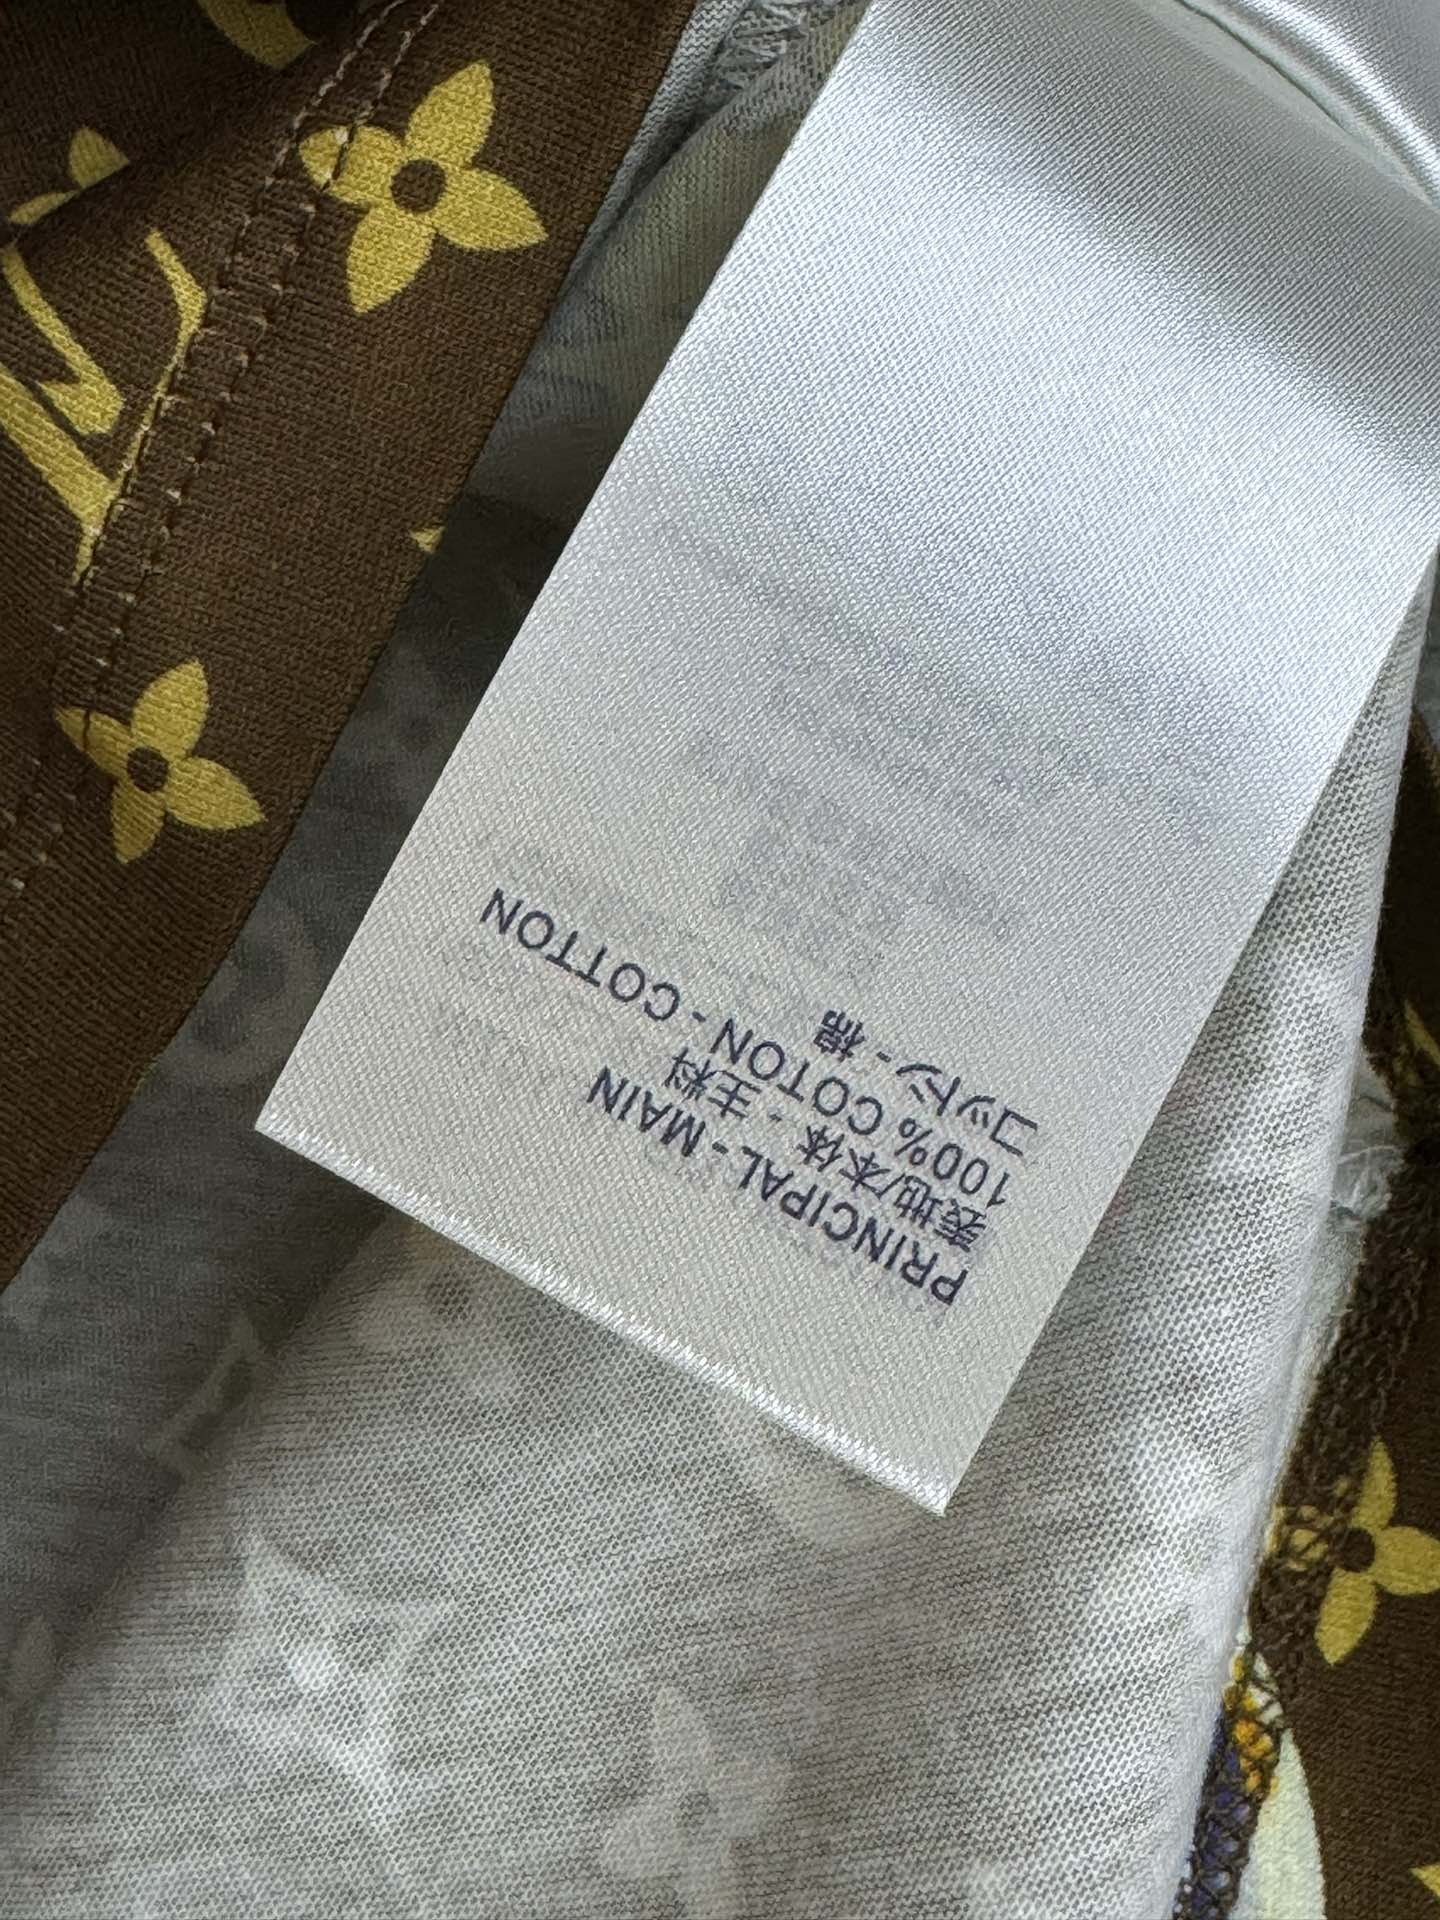 PRINCIPAL - MAIN
表地/本体 - 主料
100% COTON - COTTON
コットン - 棉